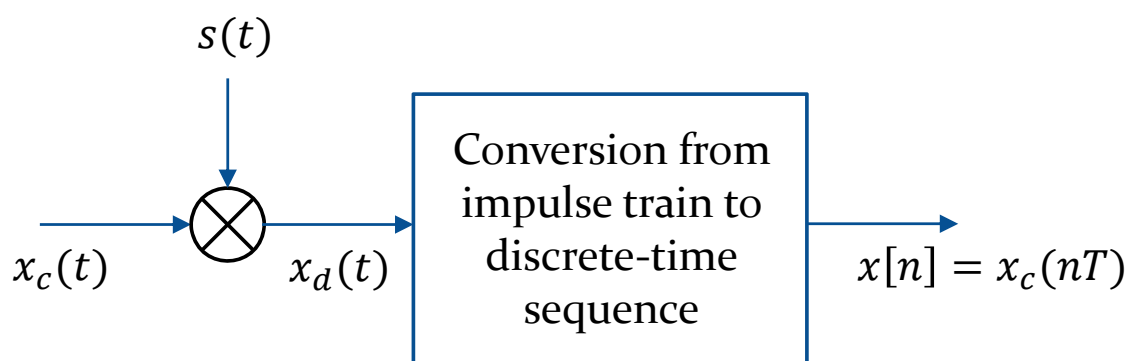 s(t)
Conversion from
impulse train to
discrete-time
sequence
x_c(t)
x_d(t)
x[n] = x_c(nT)